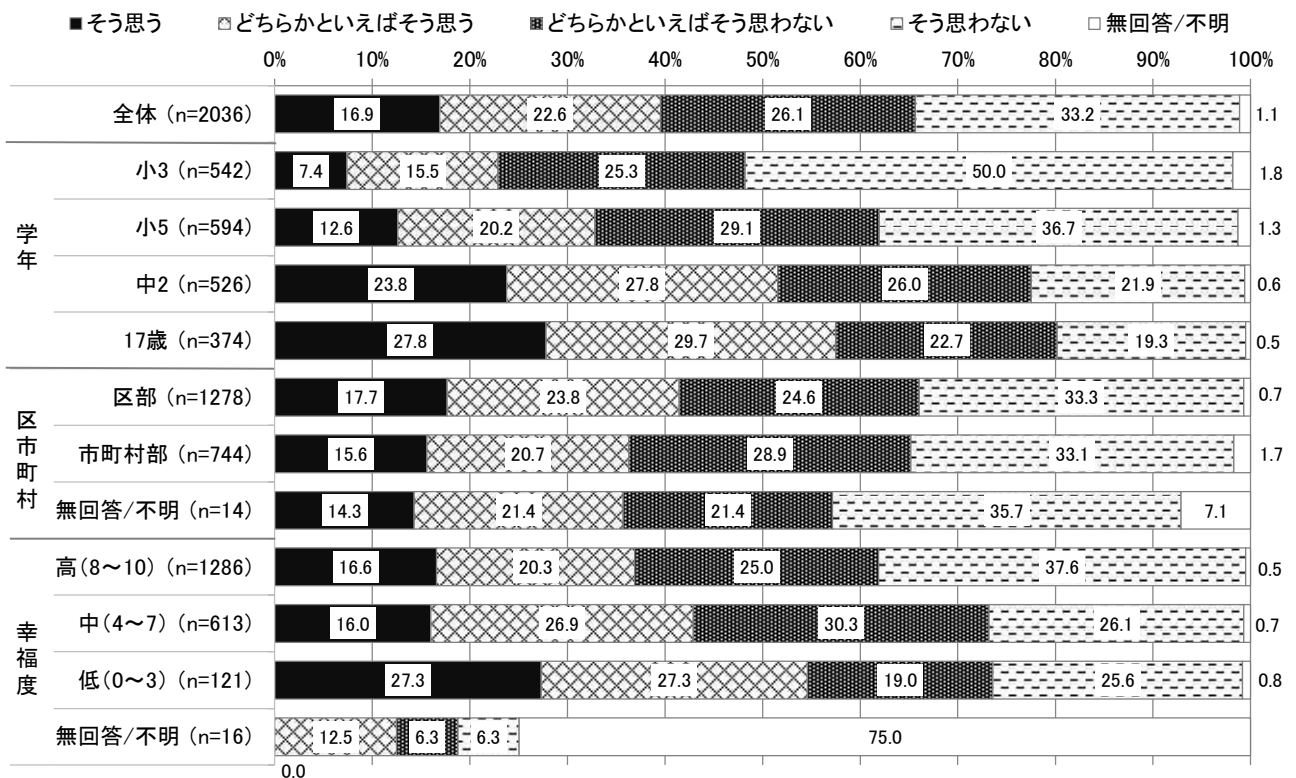 ■そう思う □どちらかといえばそう思う ■どちらかといえばそう思わない □そう思わない □無回答/不明
0% 10% 20% 30% 40% 50% 60% 70% 80% 90% 100%
全体 (n=2036) 16.9 22.6 26.1 33.2 1.1
学年
小3 (n=542) 7.4 15.5 25.3 50.0 1.8
小5 (n=594) 12.6 20.2 29.1 36.7 1.3
中2 (n=526) 23.8 27.8 26.0 21.9 0.6
17歳 (n=374) 27.8 29.7 22.7 19.3 0.5
区市町村
区部 (n=1278) 17.7 23.8 24.6 33.3 0.7
市町村部 (n=744) 15.6 20.7 28.9 33.1 1.7
無回答/不明 (n=14) 14.3 21.4 21.4 35.7 7.1
幸福度
高(8～10) (n=1286) 16.6 20.3 25.0 37.6 0.5
中(4～7) (n=613) 16.0 26.9 30.3 26.1 0.7
低(0～3) (n=121) 27.3 27.3 19.0 25.6 0.8
無回答/不明 (n=16) 12.5 6.3 6.3 75.0
0.0